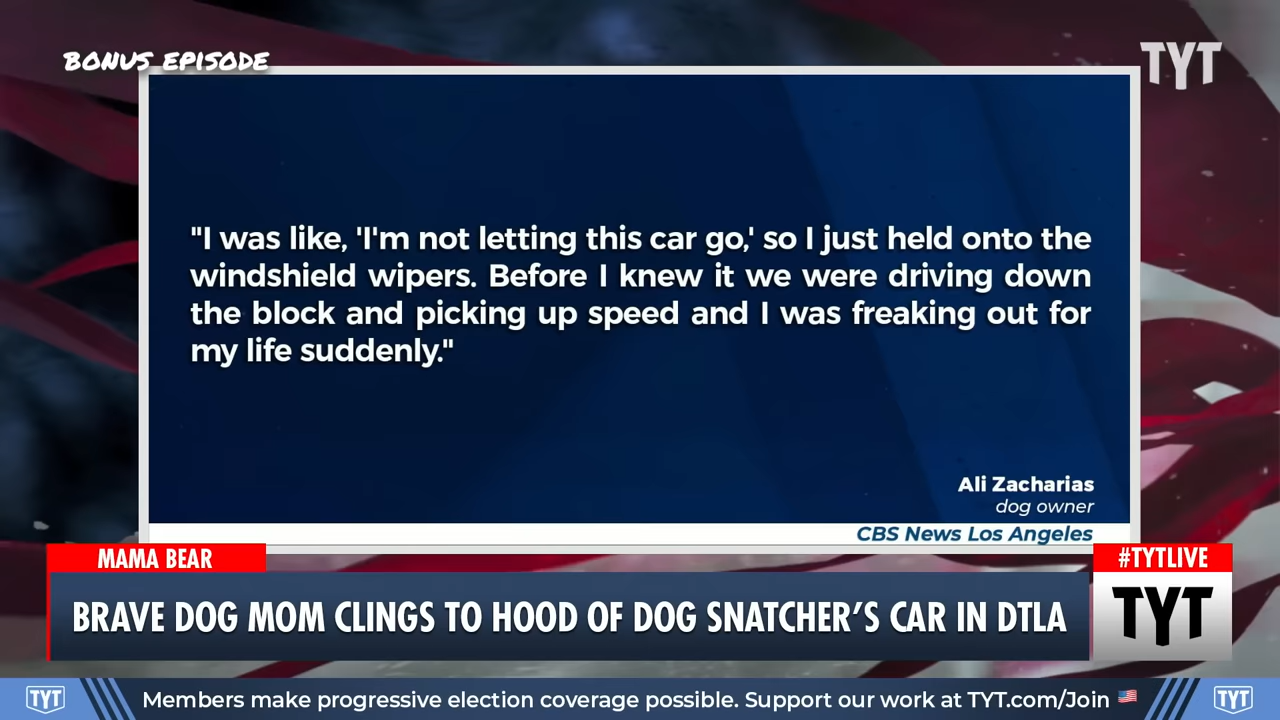 BONUS EPISODE
TYT
"I was like, 'I'm not letting this car go,' so I just held onto the
windshield wipers. Before I knew it we were driving down
the block and picking up speed and I was freaking out for
my life suddenly."
Ali Zacharias
dog owner
CBS News Los Angeles
MAMA BEAR
#TYTLIVE
BRAVE DOG MOM CLINGS TO HOOD OF DOG SNATCHER’S CAR IN DTLA
TYT
TYT
Members make progressive election coverage possible. Support our work at TYT.com/Join 🇺🇸
TYT